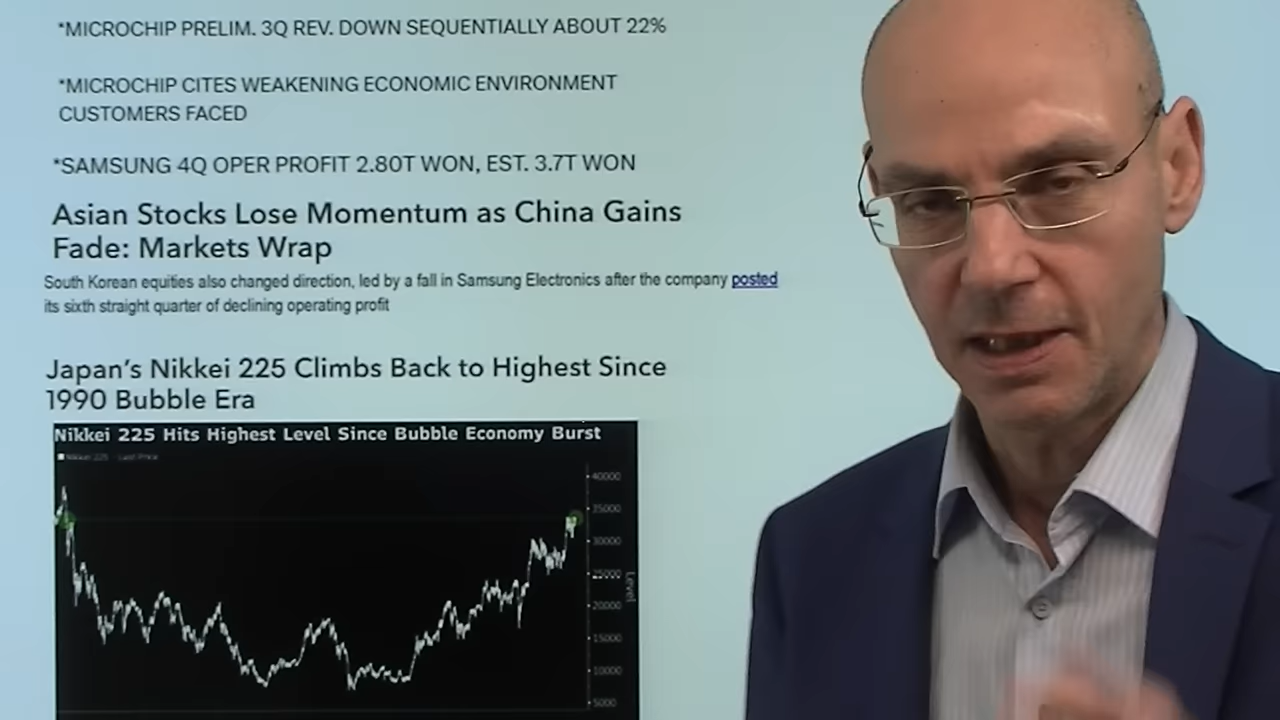 *MICROCHIP PRELIM. 3Q REV. DOWN SEQUENTIALLY ABOUT 22%
*MICROCHIP CITES WEAKENING ECONOMIC ENVIRONMENT
CUSTOMERS FACED
*SAMSUNG 4Q OPER PROFIT 2.80T WON, EST. 3.7T WON
Asian Stocks Lose Momentum as China Gains
Fade: Markets Wrap
South Korean equities also changed direction, led by a fall in Samsung Electronics after the company posted
its sixth straight quarter of declining operating profit
Japan's Nikkei 225 Climbs Back to Highest Since
1990 Bubble Era
Nikkei 225 Hits Highest Level Since Bubble Economy Burst
Nikkei 225 - Last Price
40000
35000
30000
25000
20000
15000
10000
5000
Level